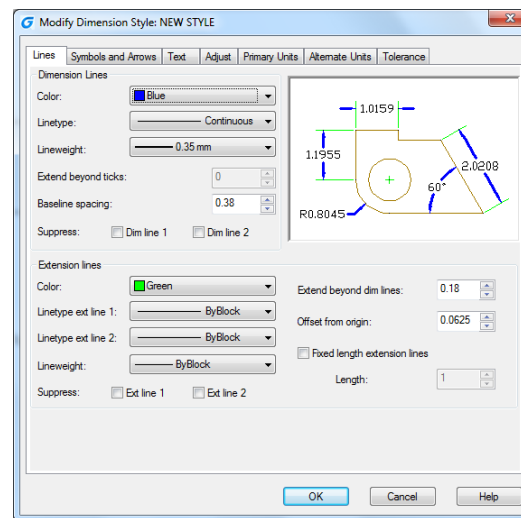 Modify Dimension Style: NEW STYLE
Lines Symbols and Arrows Text Adjust Primary Units Alternate Units Tolerance
Dimension Lines
Color: Blue
Linetype: Continuous
Lineweight: 0.35 mm
Extend beyond ticks: 0
Baseline spacing: 0.38
Suppress: Dim line 1 Dim line 2
1.0159
1.1955
2.0208
60°
R0.8045
Extension lines
Color: Green
Linetype ext line 1: ByBlock
Linetype ext line 2: ByBlock
Lineweight: ByBlock
Suppress: Ext line 1 Ext line 2
Extend beyond dim lines: 0.18
Offset from origin: 0.0625
Fixed length extension lines
Length: 1
OK Cancel Help